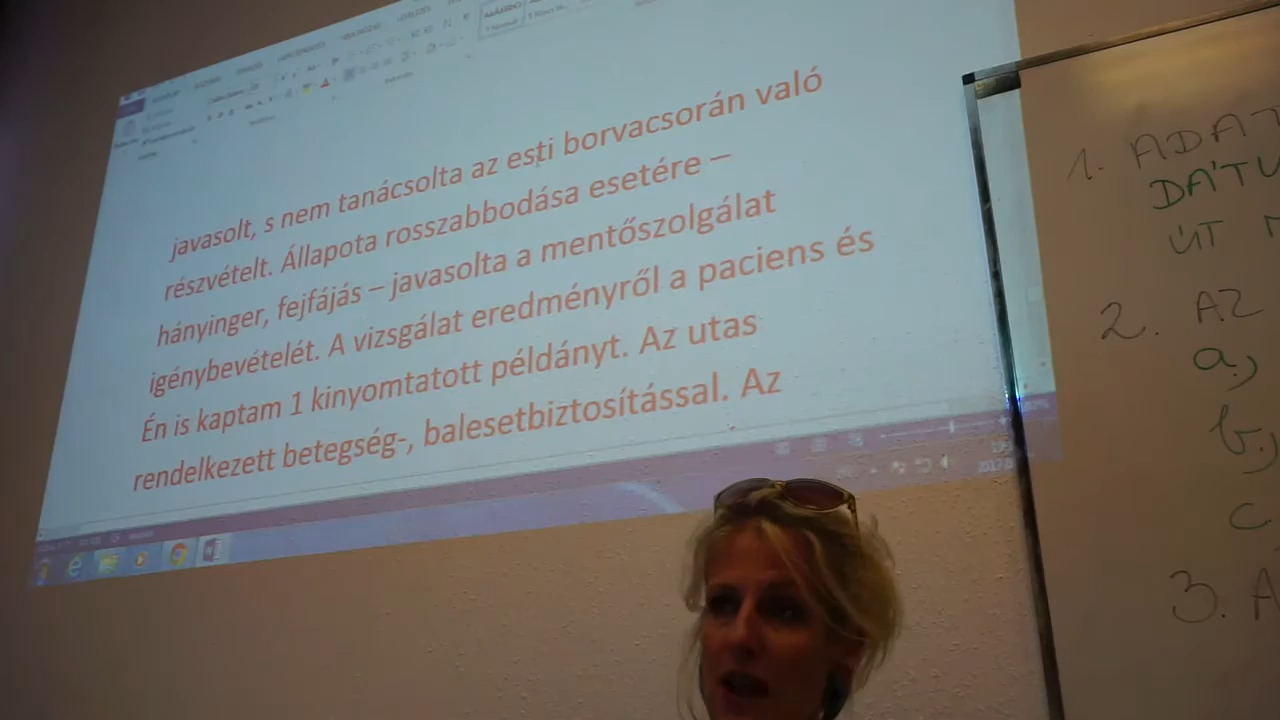 javasolt, s nem tanácsolta az esti borvacsorán való
részvételt. Állapota rosszabbodása esetére –
hányinger, fejfájás – javasolta a mentőszolgálat
igénybevételét. A vizsgálat eredményről a paciens és
Én is kaptam 1 kinyomtatott példányt. Az utas
rendelkezett betegség-, balesetbiztosítással. Az
1. ADAT
DÁTU
ÚT
2. AZ
a.,
b.,
c.
3. A